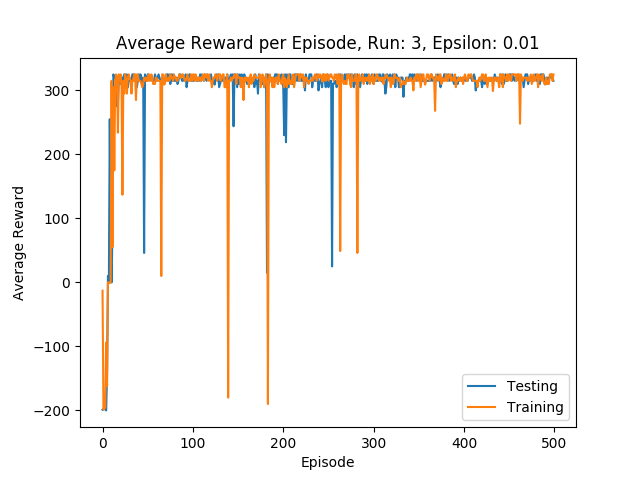 Average Reward per Episode, Run: 3, Epsilon: 0.01
Average Reward
300
200
100
0
−100
−200
0
100
200
300
400
500
Episode
Testing
Training